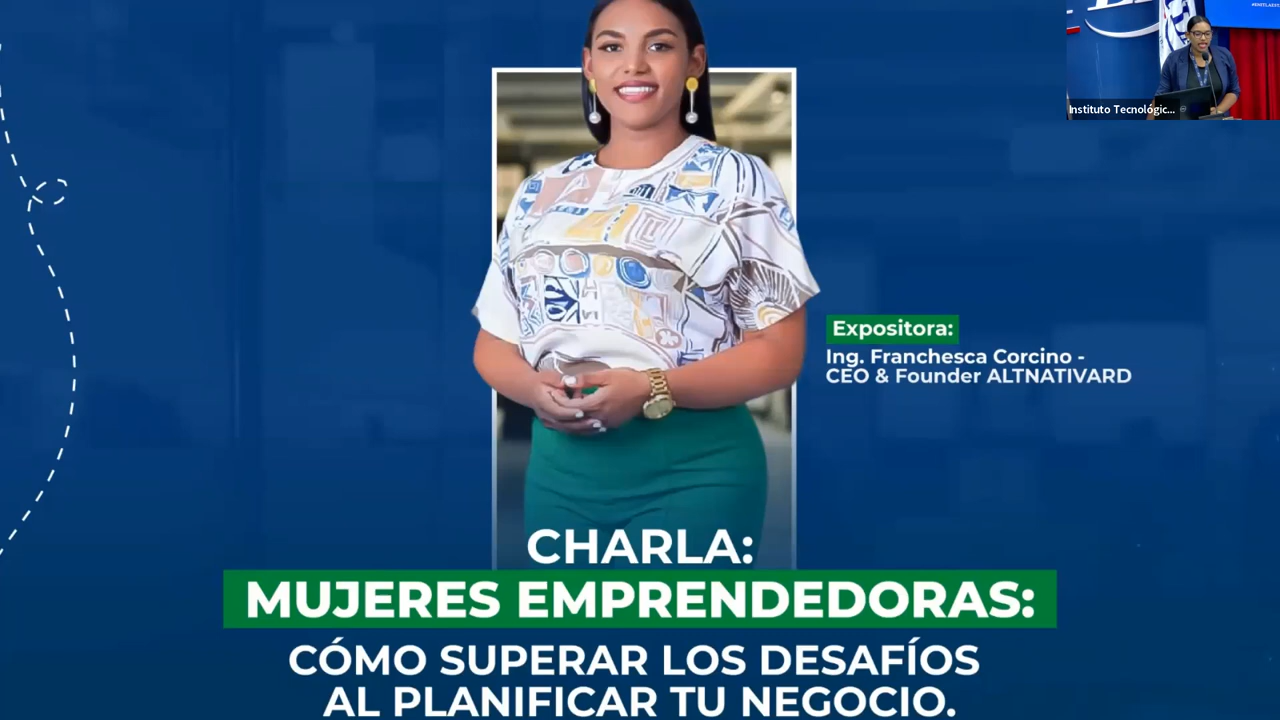 Instituto Tecnológic...
Expositora:
Ing. Franchesca Corcino -
CEO & Founder ALTNATIVARD
CHARLA:
MUJERES EMPRENDEDORAS:
CÓMO SUPERAR LOS DESAFÍOS
AL PLANIFICAR TU NEGOCIO.